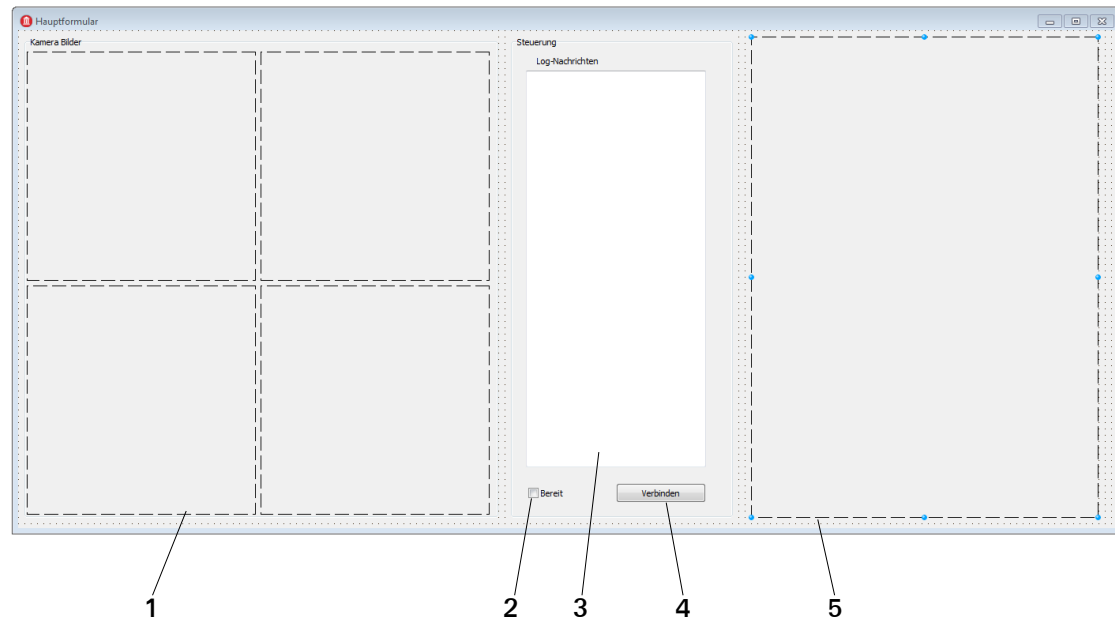 Hauptformular
Kamera Bilder
Steuerung
Log-Nachrichten
Bereit
Verbinden
1 2 3 4 5